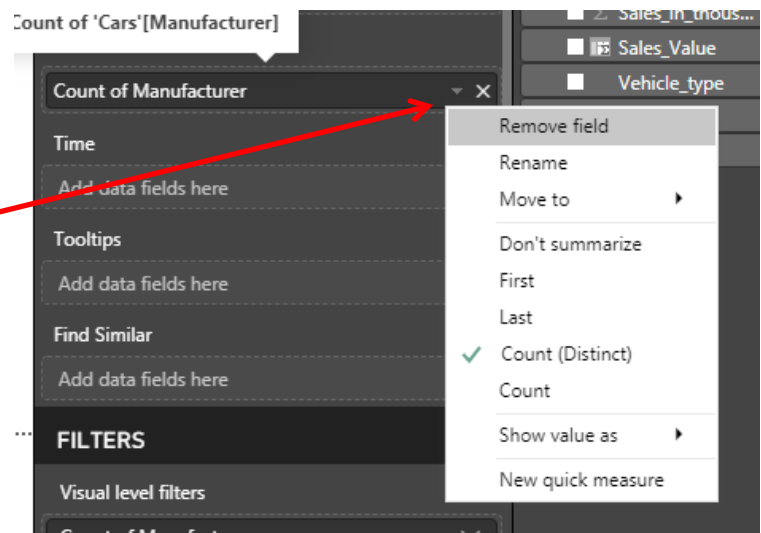 Count of 'Cars'[Manufacturer]
Sales_in_thous...
Sales_Value
Vehicle_type
Count of Manufacturer
Time
Add data fields here
Tooltips
Add data fields here
Find Similar
Add data fields here
FILTERS
Visual level filters
Remove field
Rename
Move to
Don't summarize
First
Last
Count (Distinct)
Count
Show value as
New quick measure